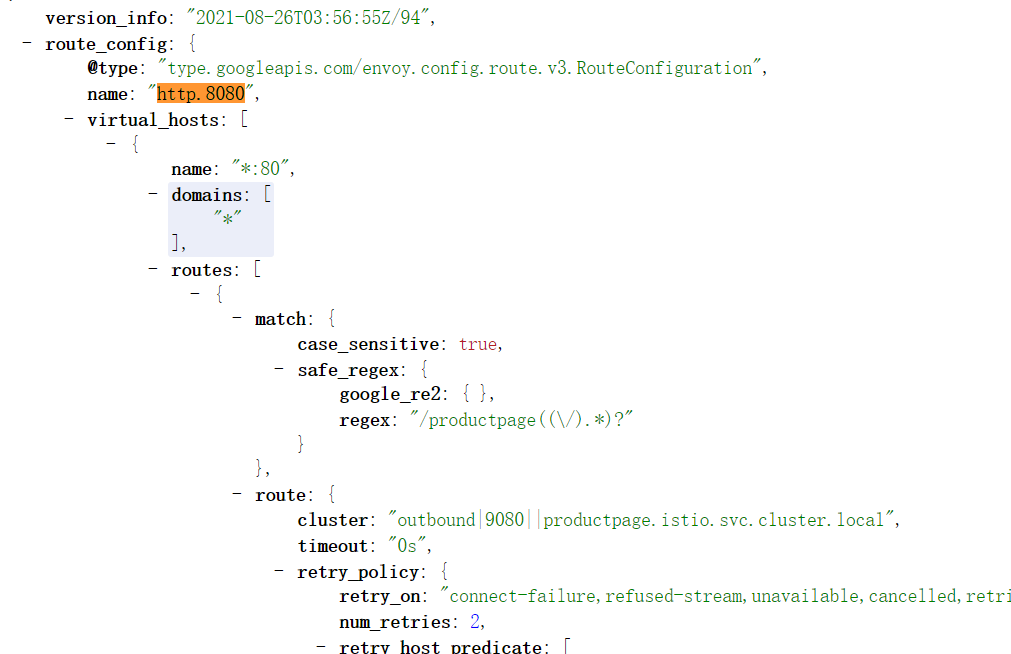 version_info: "2021-08-26T03:56:55Z/94",
- route_config: {
@type: "type.googleapis.com/envoy.config.route.v3.RouteConfiguration",
name: "http.8080",
- virtual_hosts: [
- {
name: "*:80",
- domains: [
"*"
],
- routes: [
- {
- match: {
case_sensitive: true,
- safe_regex: {
google_re2: { },
regex: "/productpage((\/).*)?"
}
},
- route: {
cluster: "outbound|9080||productpage.istio.svc.cluster.local",
timeout: "0s",
- retry_policy: {
retry_on: "connect-failure,refused-stream,unavailable,cancelled,retri
num_retries: 2,
- retry_host_predicate: [